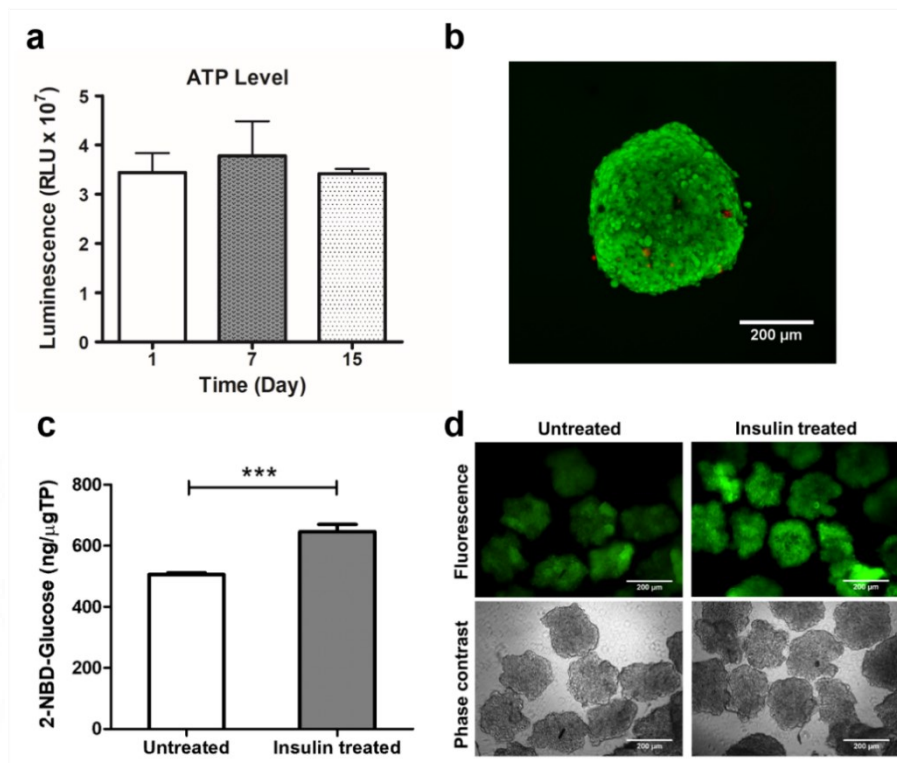 a
ATP Level
Luminescence (RLU x 10⁷)
5
4
3
2
1
0
1 7 15
Time (Day)
b
200 µm
c
2-NBD-Glucose (ng/µgTP)
800
600
400
200
0
***
Untreated Insulin treated
d
Untreated Insulin treated
Fluorescence
200 µm 200 µm
Phase contrast
200 µm 200 µm